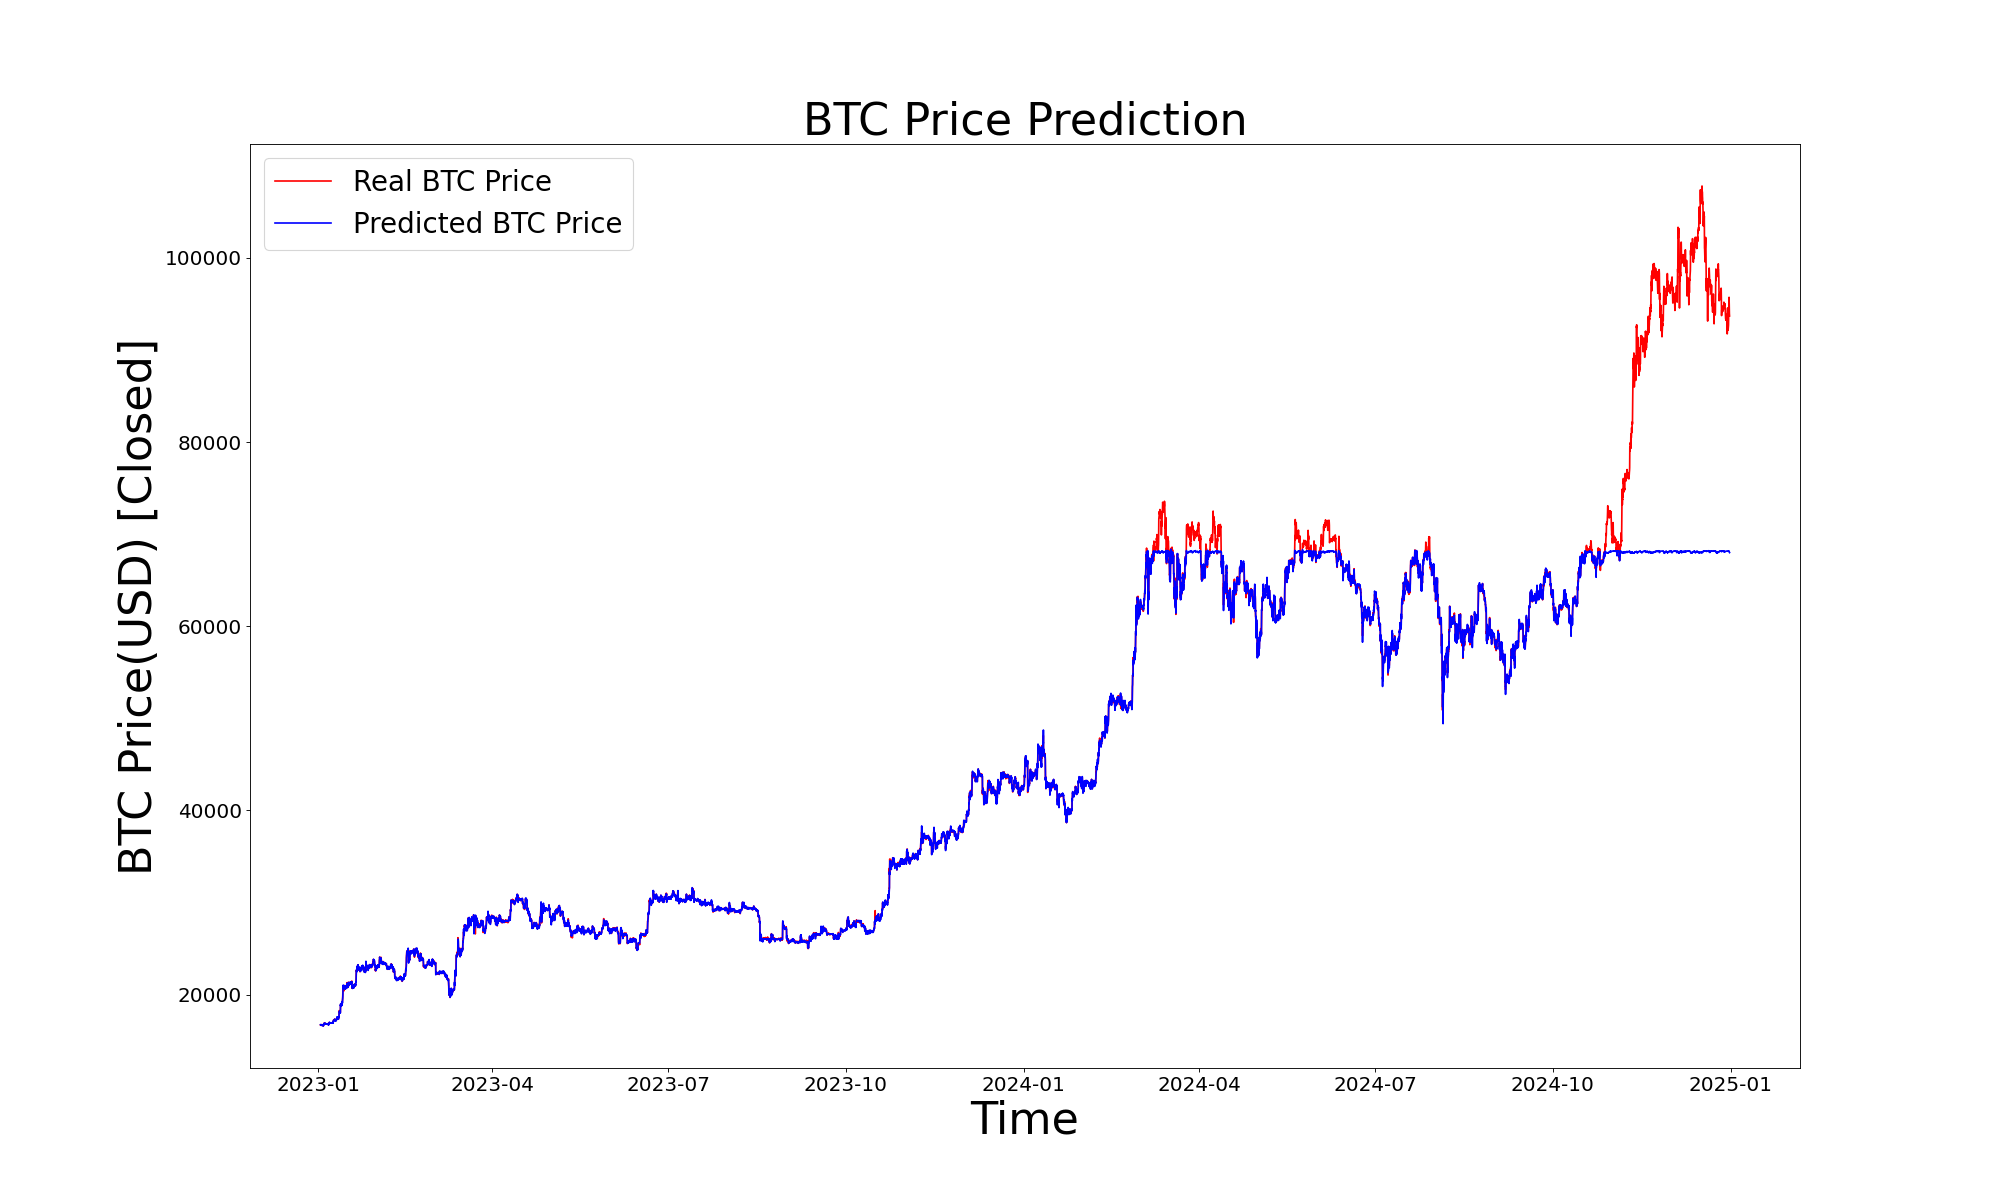 BTC Price Prediction
Real BTC Price
Predicted BTC Price
BTC Price(USD) [Closed]
100000
80000
60000
40000
20000
2023-01 2023-04 2023-07 2023-10 2024-01 2024-04 2024-07 2024-10 2025-01
Time